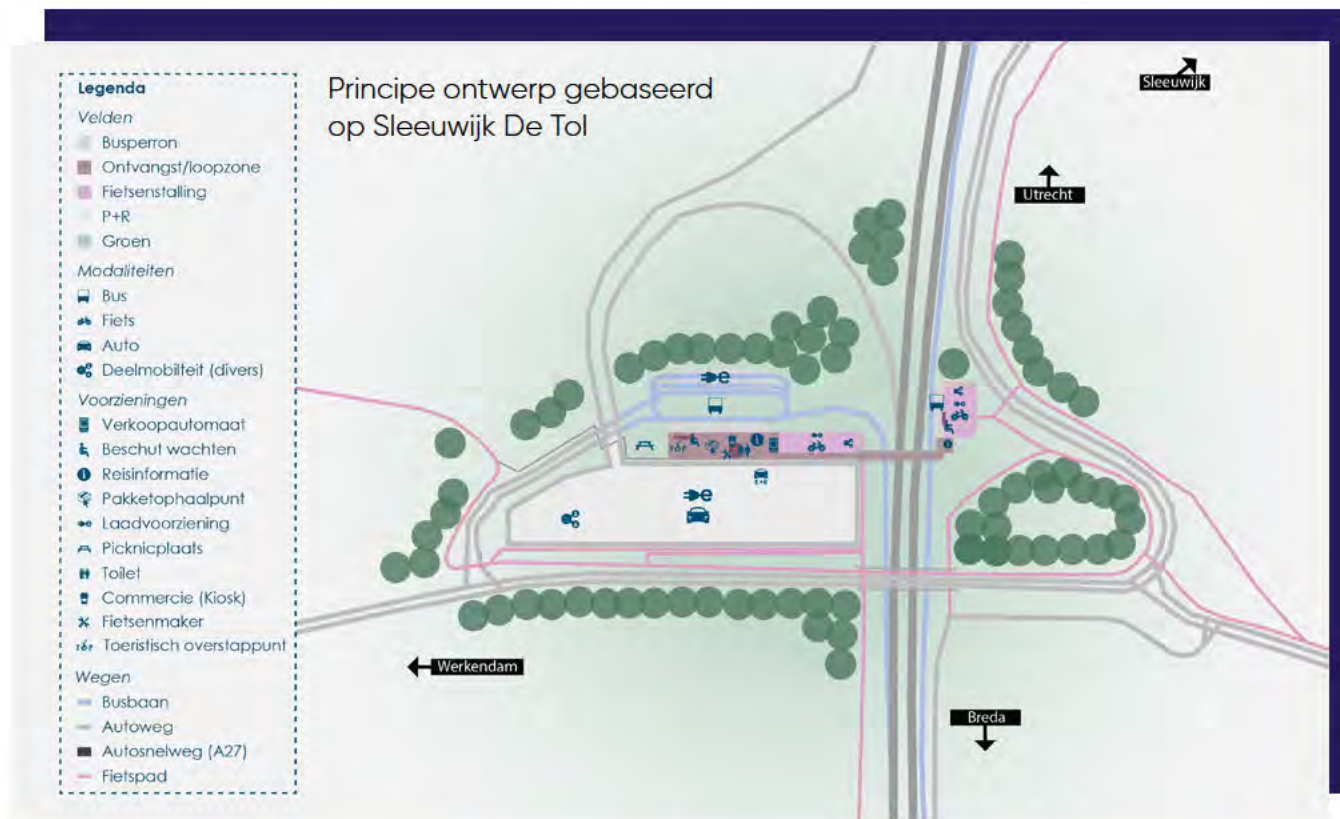 Principe ontwerp gebaseerd
op Sleeuwijk De Tol
Legenda
Velden
Busperron
Ontvangst/loopzone
Fietsenstalling
P+R
Groen
Modaliteiten
Bus
Fiets
Auto
Deelmobilteit (divers)
Voorzieningen
Verkoopautomaat
Beschut wachten
Reisinformatie
Pakketophaalpunt
Laadvoorziening
Picknicplaats
Toilet
Commercie (Kiosk)
Fietsenmaker
Toeristisch overstappunt
Wegen
Busbaan
Autoweg
Autosnelweg (A27)
Fietspad
Sleeuwijk
Utrecht
Werkendam
Breda
K+R